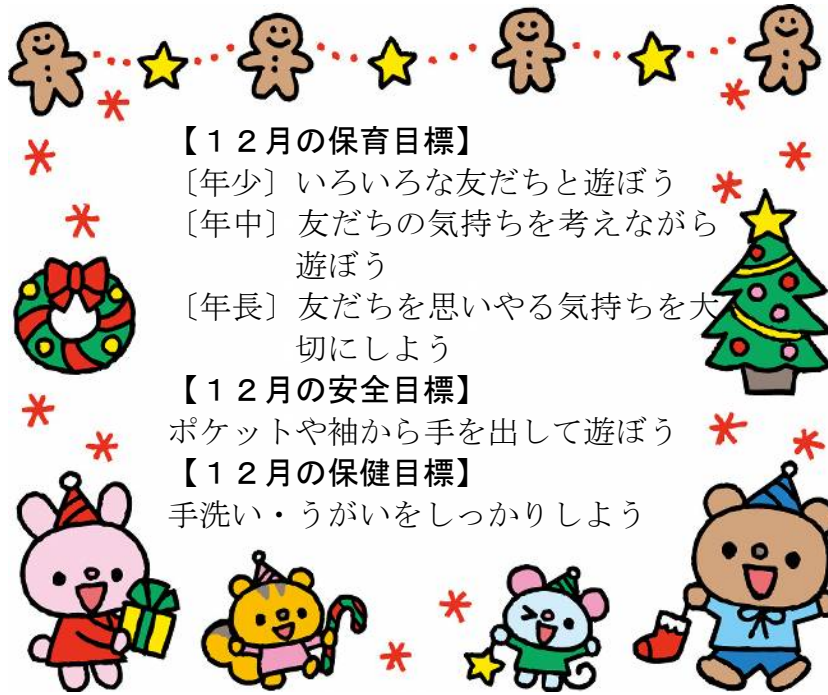 【１２月の保育目標】
〔年少〕いろいろな友だちと遊ぼう
〔年中〕友だちの気持ちを考えながら
遊ぼう
〔年長〕友だちを思いやる気持ちを大
切にしよう
【１２月の安全目標】
ポケットや袖から手を出して遊ぼう
【１２月の保健目標】
手洗い・うがいをしっかりしよう